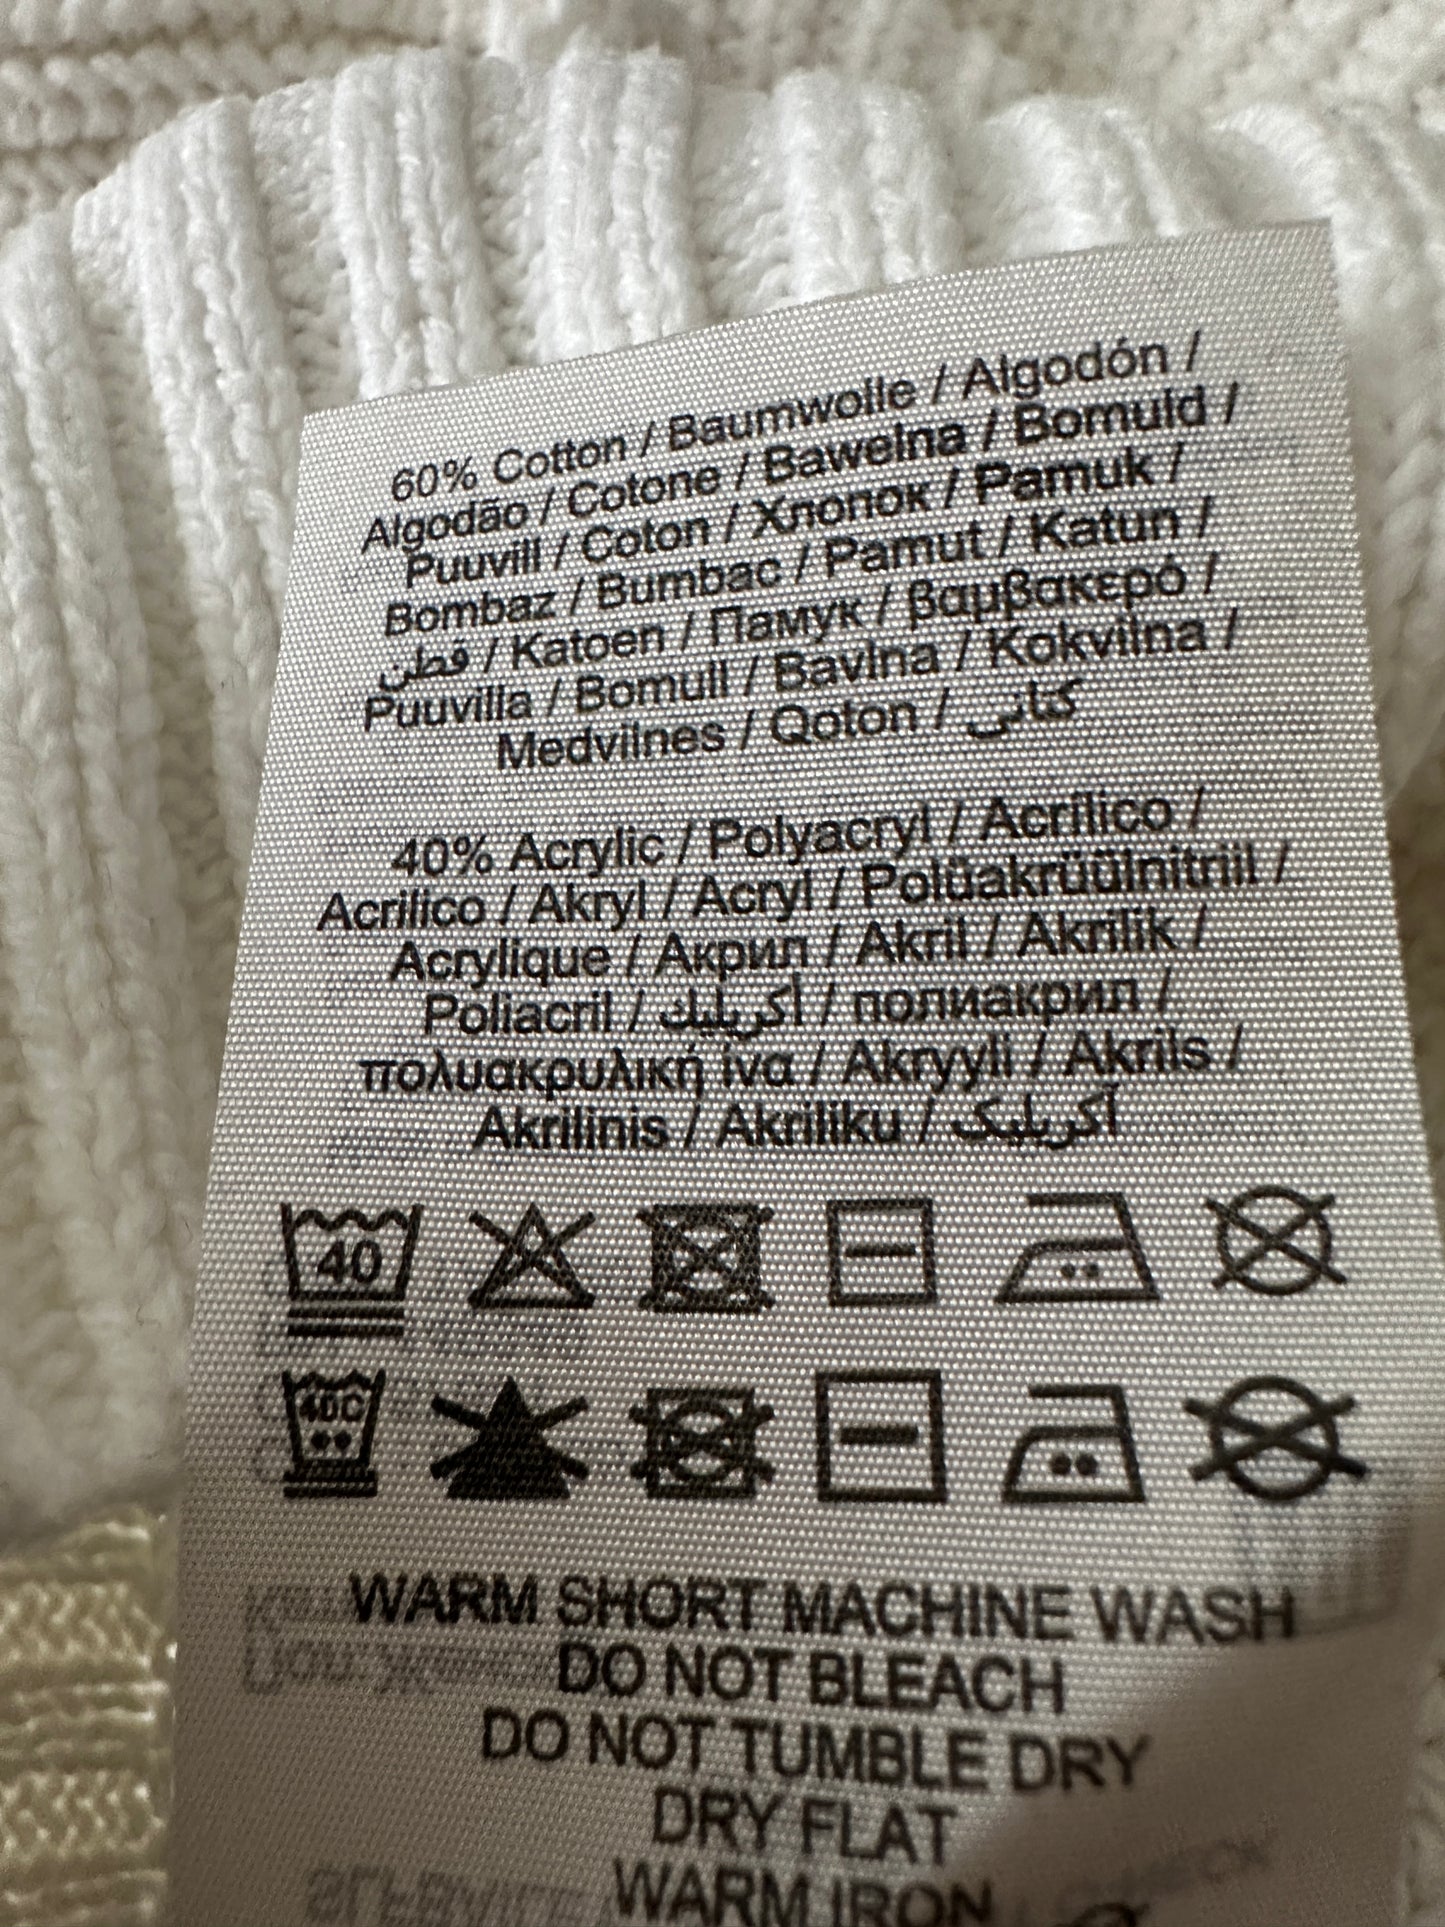 60% Cotton / Baumwolle / Algodón /
Algodão / Cotone / Bawełna / Bomuld /
Puuvill / Coton / Хлопок / Pamuk /
Bombaz / Bumbac / Pamut / Katun /
قطن / Katoen / Памук / βαμβακερό /
Puuvilla / Bomull / Bavlna / Kokvilna /
Medvilnes / Qoton / کتانی
40% Acrylic / Polyacryl / Acrílico /
Acrilico / Akryl / Acryl / Polüakrüülnitriil /
Acrylique / Акрил / Akril / Akrilik /
Poliacril / أكريليك / полиакрил /
πολυακρυλική ίνα / Akryyli / Akrils /
Akrilinis / Akriliku / آکریلیک
40
40C
WARM SHORT MACHINE WASH
DO NOT BLEACH
DO NOT TUMBLE DRY
DRY FLAT
WARM IRON